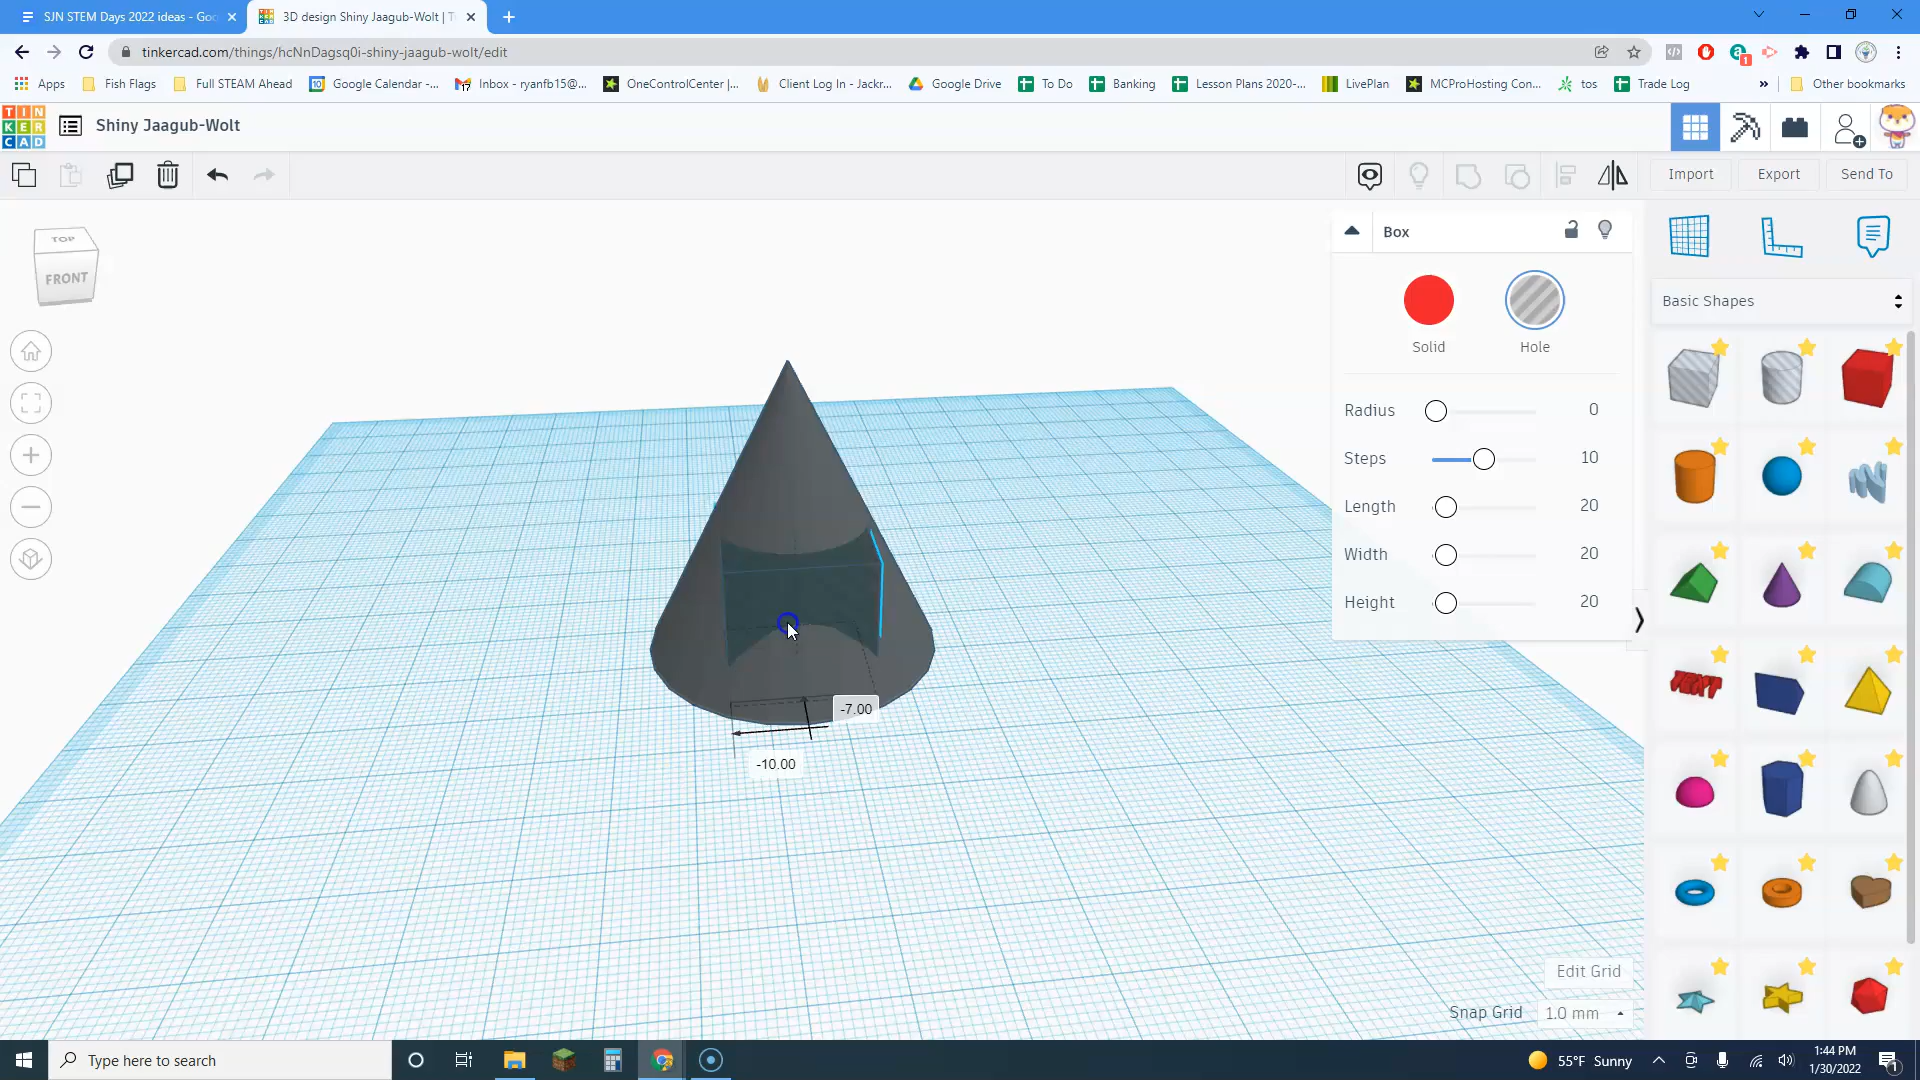 SJN STEM Days 2022 ideas - Goo
3D design Shiny Jaagub-Wolt | T
tinkercad.com/things/hcNnDagsq0i-shiny-jaagub-wolt/edit
Apps
Fish Flags
Full STEAM Ahead
Google Calendar -...
Inbox - ryanfb15@...
OneControlCenter |...
Client Log In - Jackr...
Google Drive
To Do
Banking
Lesson Plans 2020-...
LivePlan
MCProHosting Con...
tos
Trade Log
»
Other bookmarks
TIN
KER
CAD
Shiny Jaagub-Wolt
Import
Export
Send To
TOP
FRONT
Box
Solid
Hole
Radius 0
Steps 10
Length 20
Width 20
Height 20
Basic Shapes
TEXT
-7.00
-10.00
Edit Grid
Snap Grid 1.0 mm
Type here to search
55°F Sunny
1:44 PM
1/30/2022
1